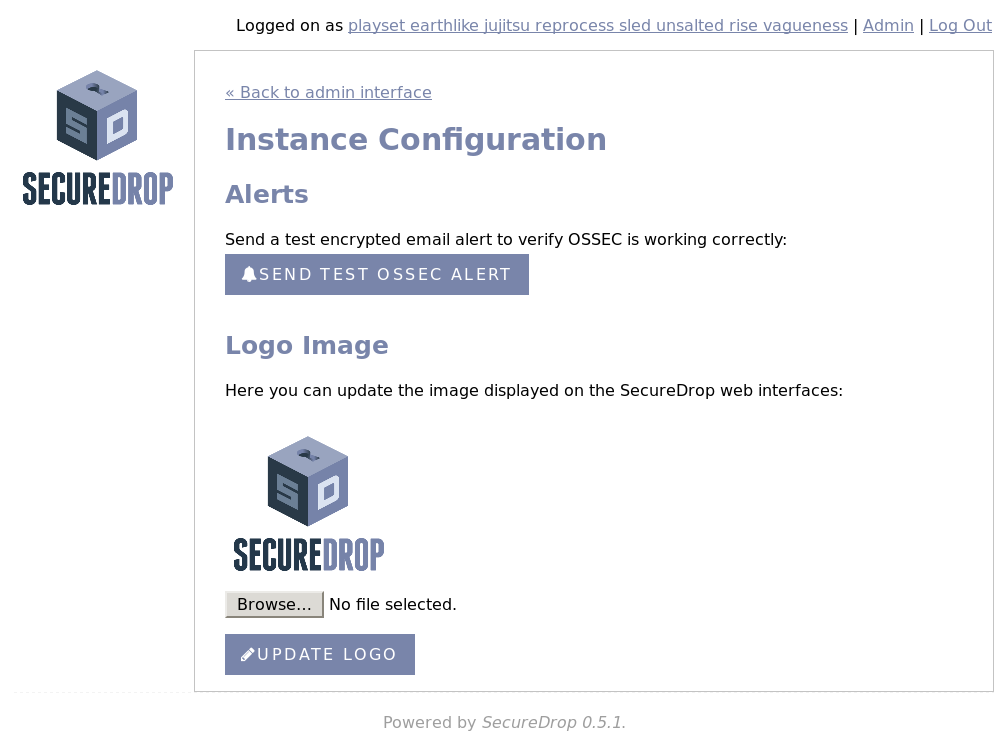 Logged on as playset earthlike jujitsu reprocess sled unsalted rise vagueness | Admin | Log Out
SECUREDROP
« Back to admin interface
Instance Configuration
Alerts
Send a test encrypted email alert to verify OSSEC is working correctly:
SEND TEST OSSEC ALERT
Logo Image
Here you can update the image displayed on the SecureDrop web interfaces:
S D
SECUREDROP
Browse... No file selected.
UPDATE LOGO
Powered by SecureDrop 0.5.1.